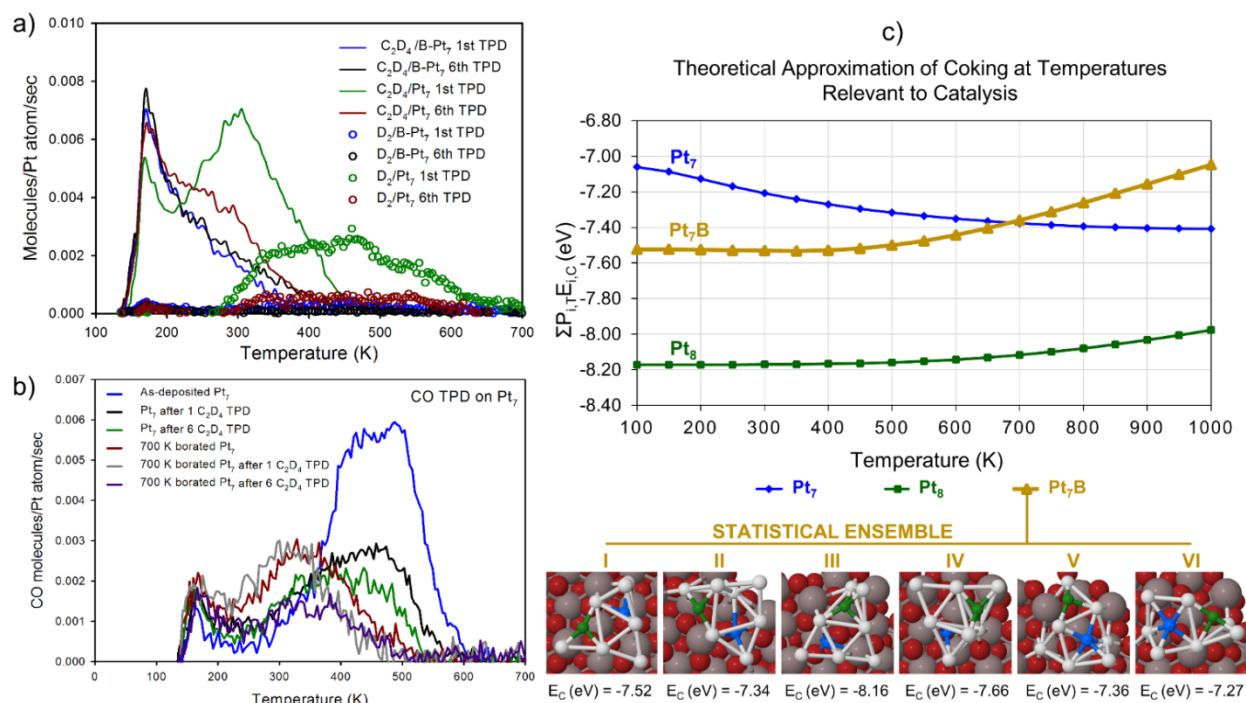 a)
0.010
0.008
0.006
0.004
0.002
0.000
Molecules/Pt atom/sec
C₂D₄/B-Pt₇ 1st TPD
C₂D₄/B-Pt₇ 6th TPD
C₂D₄/Pt₇ 1st TPD
C₂D₄/Pt₇ 6th TPD
D₂/B-Pt₇ 1st TPD
D₂/B-Pt₇ 6th TPD
D₂/Pt₇ 1st TPD
D₂/Pt₇ 6th TPD
100 200 300 400 500 600 700
Temperature (K)
b)
0.007
0.006
0.005
0.004
0.003
0.002
0.001
0.000
CO molecules/Pt atom/sec
CO TPD on Pt₇
As-deposited Pt₇
Pt₇ after 1 C₂D₄ TPD
Pt₇ after 6 C₂D₄ TPD
700 K borated Pt₇
700 K borated Pt₇ after 1 C₂D₄ TPD
700 K borated Pt₇ after 6 C₂D₄ TPD
0 100 200 300 400 500 600 700
Temperature (K)
c)
Theoretical Approximation of Coking at Temperatures
Relevant to Catalysis
-6.80
-7.00
-7.20
-7.40
-7.60
-8.00
-8.20
-8.40
ΣPi,TEi,C (eV)
Pt₇
Pt₇B
Pt₈
100 200 300 400 500 600 700 800 900 1000
Temperature (K)
Pt₇ Pt₈ Pt₇B
STATISTICAL ENSEMBLE
I II III IV V VI
E_C (eV) = -7.52 E_C (eV) = -7.34 E_C (eV) = -8.16 E_C (eV) = -7.66 E_C (eV) = -7.36 E_C (eV) = -7.27